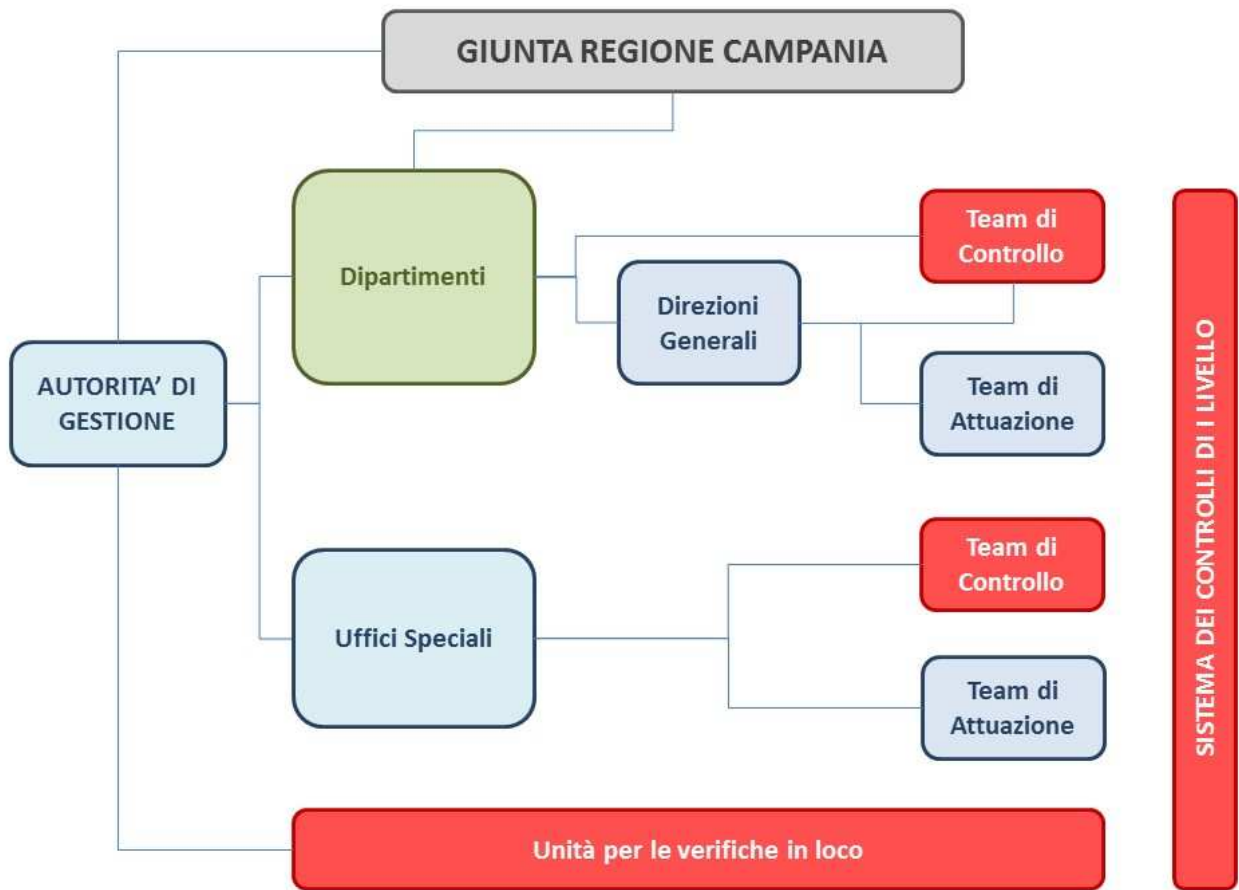 GIUNTA REGIONE CAMPANIA
Dipartimenti
Team di
Controllo
Direzioni
Generali
AUTORITA’ DI
GESTIONE
Team di
Attuazione
Uffici Speciali
Team di
Controllo
Team di
Attuazione
Unità per le verifiche in loco
SISTEMA DEI CONTROLLI DI I LIVELLO